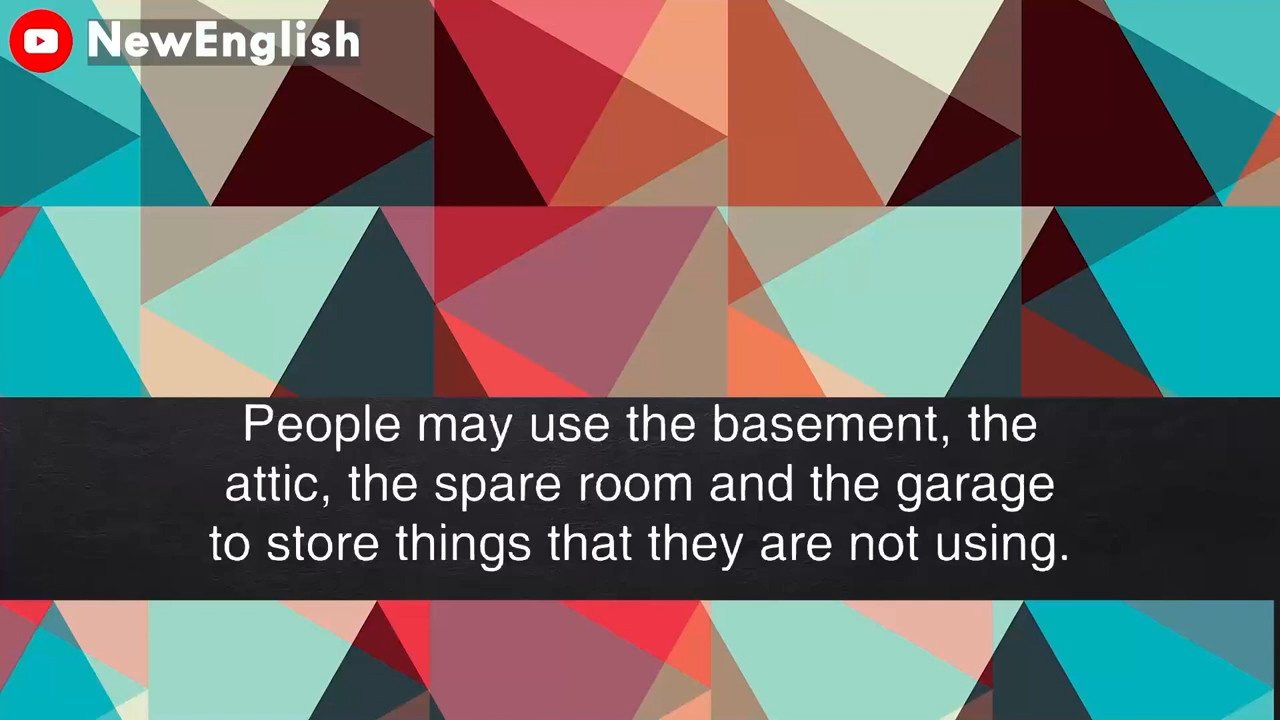 NewEnglish
People may use the basement, the
attic, the spare room and the garage
to store things that they are not using.